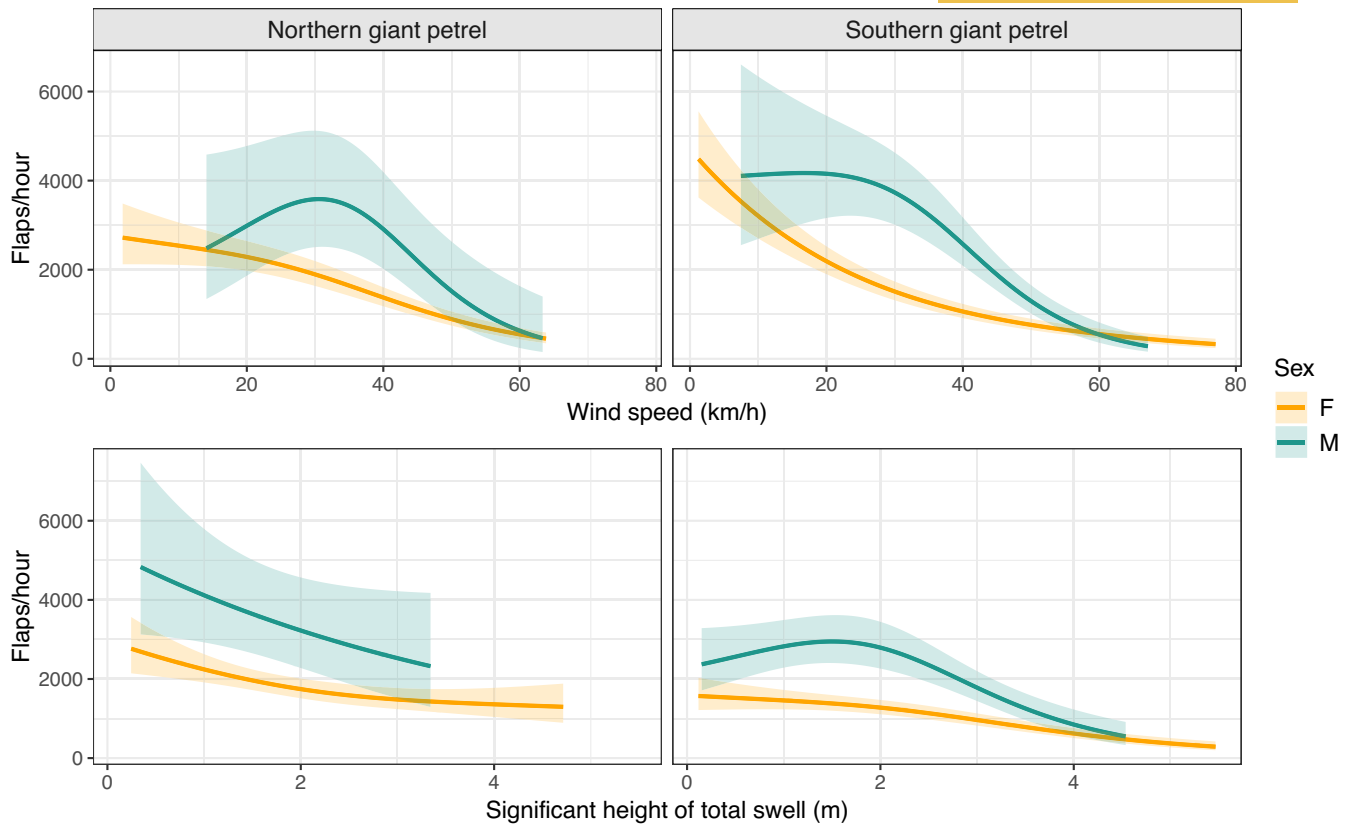 Northern giant petrel
Southern giant petrel
Flaps/hour
6000
4000
2000
0
0 20 40 60 80
0 20 40 60 80
Wind speed (km/h)
Sex
F
M
Flaps/hour
6000
4000
2000
0
0 2 4
0 2 4
Significant height of total swell (m)